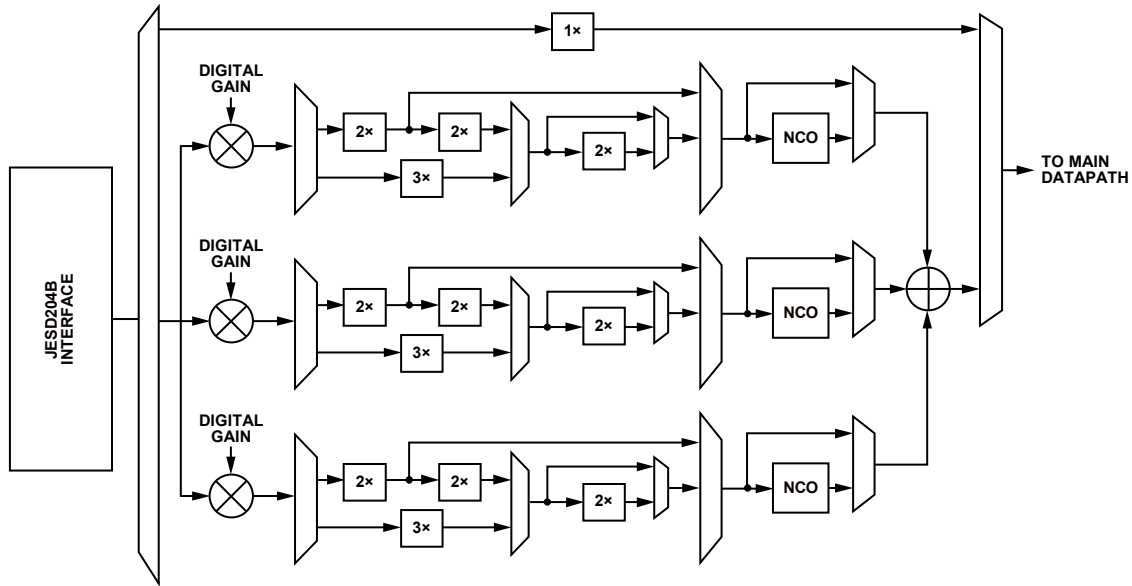 1×
DIGITAL
GAIN
2×
2×
2×
3×
NCO
TO MAIN
DATAPATH
JESD204B
INTERFACE
DIGITAL
GAIN
2×
2×
2×
3×
NCO
DIGITAL
GAIN
2×
2×
2×
3×
NCO